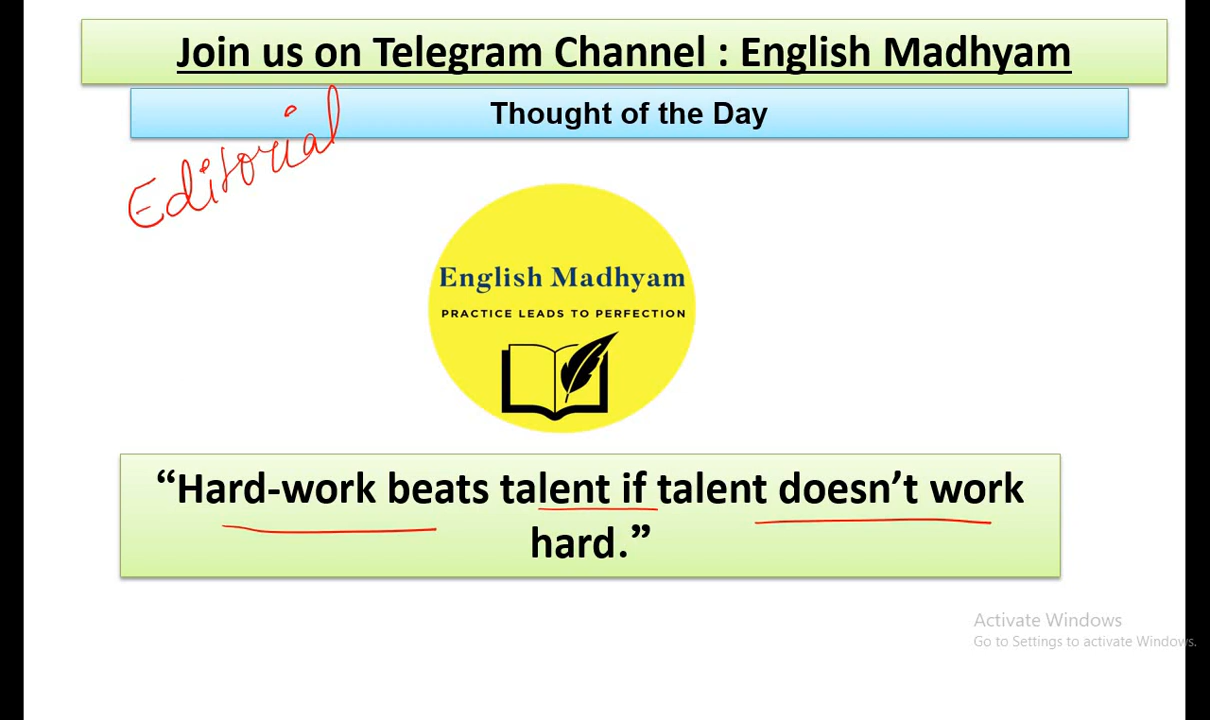 Join us on Telegram Channel : English Madhyam
Thought of the Day
Editorial
English Madhyam
PRACTICE LEADS TO PERFECTION
“Hard-work beats talent if talent doesn’t work
hard.”
Activate Windows
Go to Settings to activate Windows.